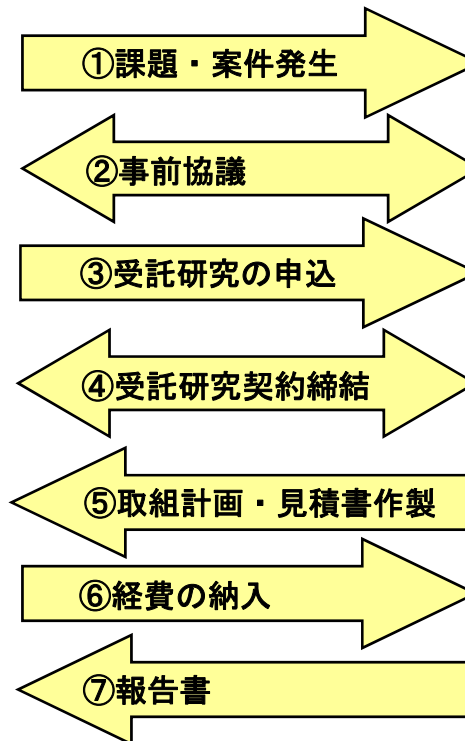 ①課題・案件発生
②事前協議
③受託研究の申込
④受託研究契約締結
⑤取組計画・見積書作製
⑥経費の納入
⑦報告書